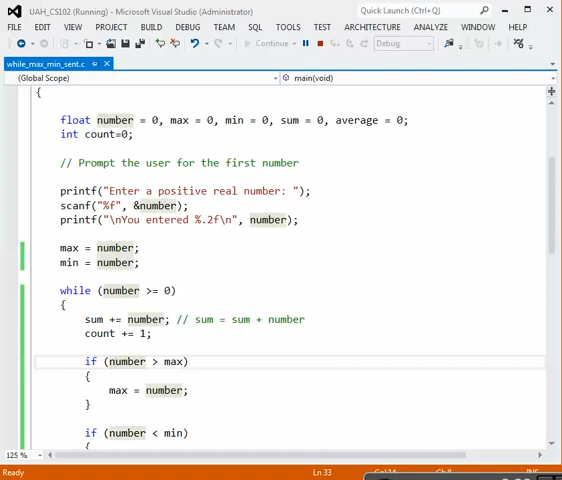 UAH_CS102 (Running) - Microsoft Visual Studio (Administrator)
Quick Launch (Ctrl+Q)
FILE EDIT VIEW PROJECT BUILD DEBUG TEAM SQL TOOLS TEST ARCHITECTURE ANALYZE WINDOW HELP
Continue Debug
while_max_min_sent.c
(Global Scope) main(void)
{
float number = 0, max = 0, min = 0, sum = 0, average = 0;
int count=0;
// Prompt the user for the first number
printf("Enter a positive real number: ");
scanf("%f", &number);
printf("\nYou entered %.2f\n", number);
max = number;
min = number;
while (number >= 0)
{
sum += number; // sum = sum + number
count += 1;
if (number > max)
{
max = number;
}
if (number < min)
{
125 %
Ready Ln 33